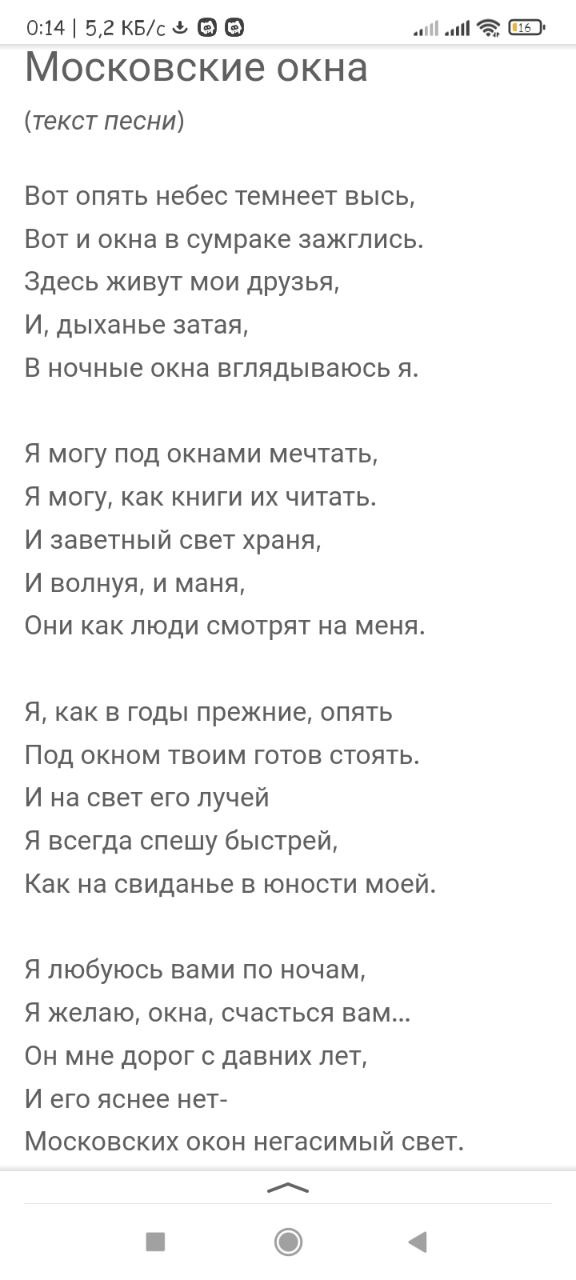 0:14 | 5,2 КБ/с
16
Московские окна
(текст песни)
Вот опять небес темнеет высь,
Вот и окна в сумраке зажглись.
Здесь живут мои друзья,
И, дыханье затая,
В ночные окна вглядываюсь я.
Я могу под окнами мечтать,
Я могу, как книги их читать.
И заветный свет храня,
И волнуя, и маня,
Они как люди смотрят на меня.
Я, как в годы прежние, опять
Под окном твоим готов стоять.
И на свет его лучей
Я всегда спешу быстрей,
Как на свиданье в юности моей.
Я любуюсь вами по ночам,
Я желаю, окна, счасться вам...
Он мне дорог с давних лет,
И его яснее нет-
Московских окон негасимый свет.